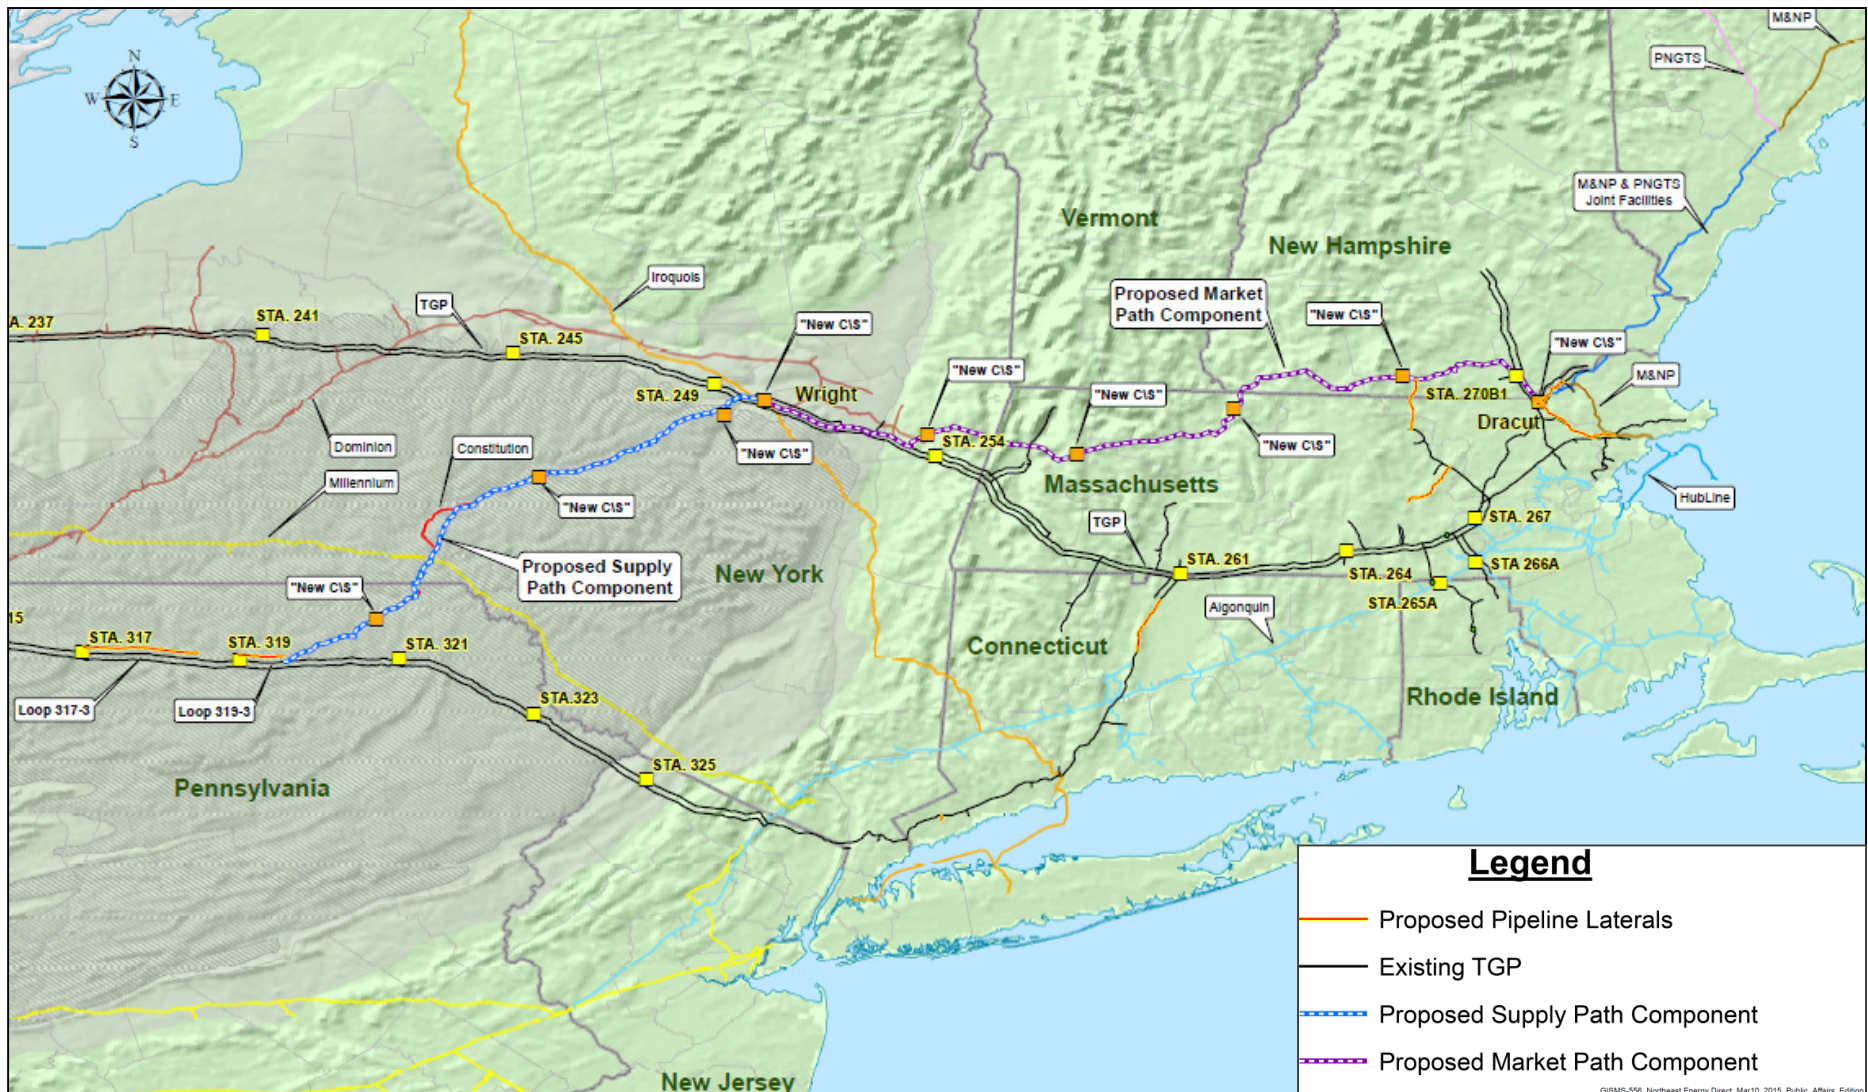 M&NP
PNGTS
N
W
E
S
M&NP & PNGTS
Joint Facilities
Vermont
New Hampshire
Iroquois
TGP
Proposed Market
Path Component
"New C\S"
"New C\S"
A. 237
STA. 241
STA. 245
"New C\S"
"New C\S"
M&NP
STA. 249
Wright
"New C\S"
STA. 270B1
Dracut
Dominion
Constitution
"New C\S"
STA. 254
"New C\S"
Millennium
"New C\S"
Massachusetts
HubLine
TGP
STA. 267
Proposed Supply
Path Component
New York
STA. 261
STA. 264
STA 266A
"New C\S"
STA.265A
Algonquin
15
STA. 317
STA. 319
STA. 321
Connecticut
Loop 317-3
Loop 319-3
STA.323
Rhode Island
STA. 325
Pennsylvania
New Jersey
Legend
Proposed Pipeline Laterals
Existing TGP
Proposed Supply Path Component
Proposed Market Path Component
GISMS-556_Northeast Energy Direct_Mar10_2015_Public_Affairs_Edition